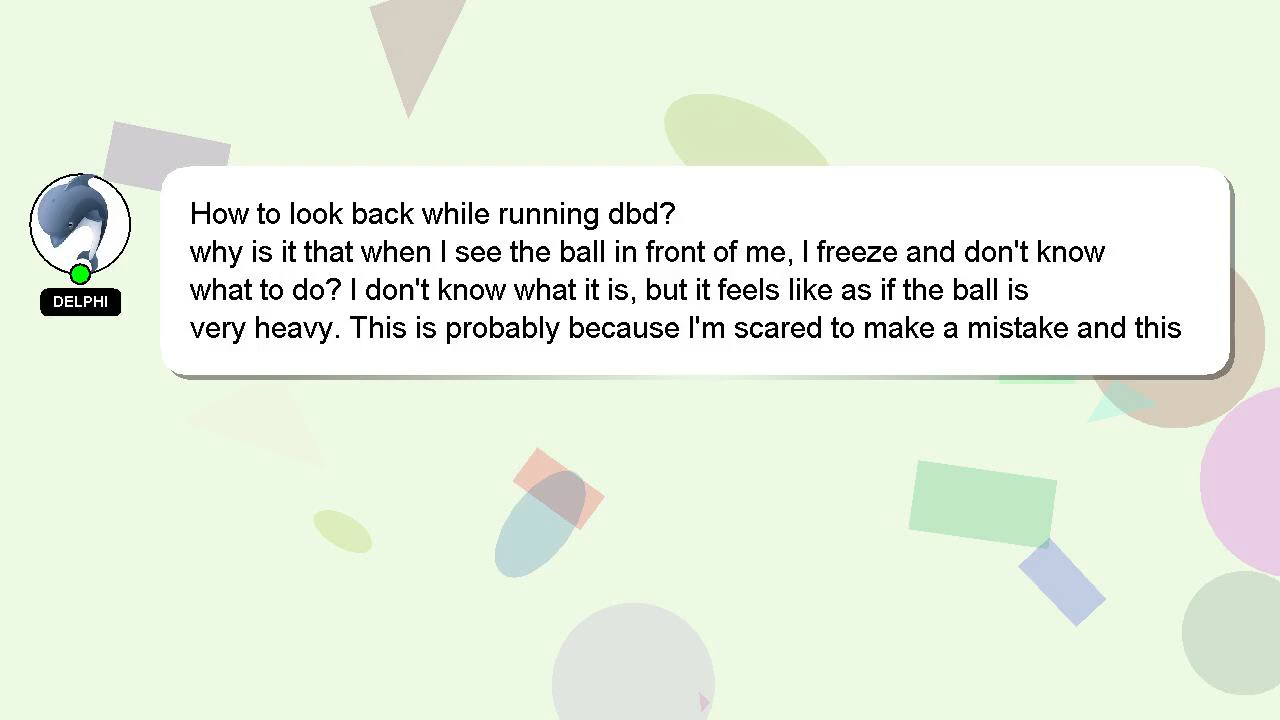 How to look back while running dbd?
why is it that when I see the ball in front of me, I freeze and don't know
what to do? I don't know what it is, but it feels like as if the ball is
very heavy. This is probably because I'm scared to make a mistake and this
DELPHI